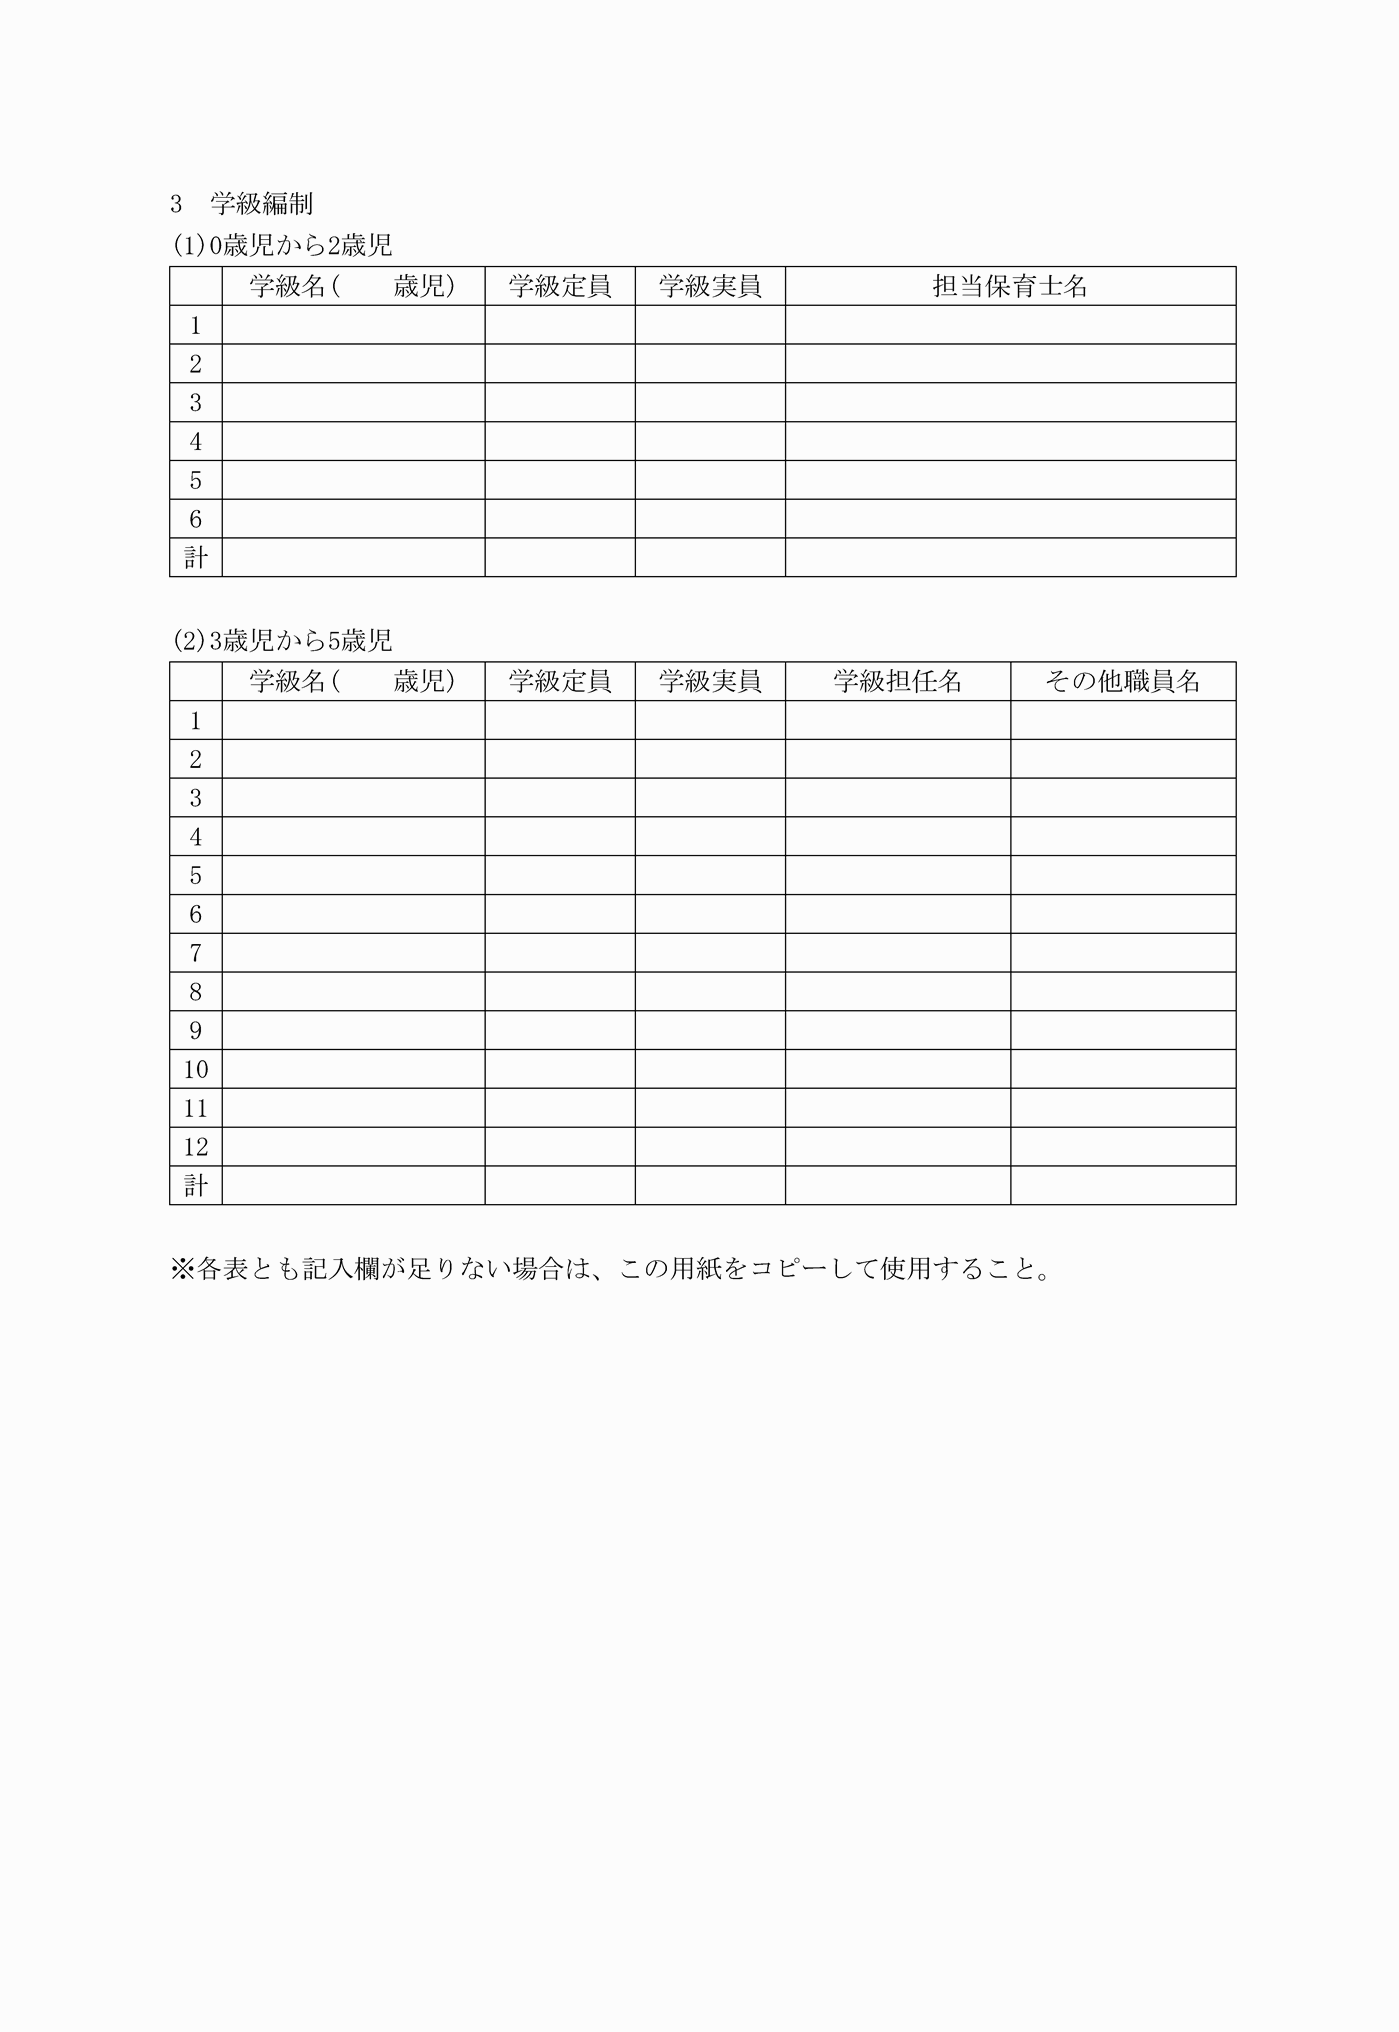 3　学級編制
(1)0歳児から2歳児
学級名(　　歳児)　学級定員　学級実員　担当保育士名
1
2
3
4
5
6
計
(2)3歳児から5歳児
学級名(　　歳児)　学級定員　学級実員　学級担任名　その他職員名
1
2
3
4
5
6
7
8
9
10
11
12
計
※各表とも記入欄が足りない場合は、この用紙をコピーして使用すること。